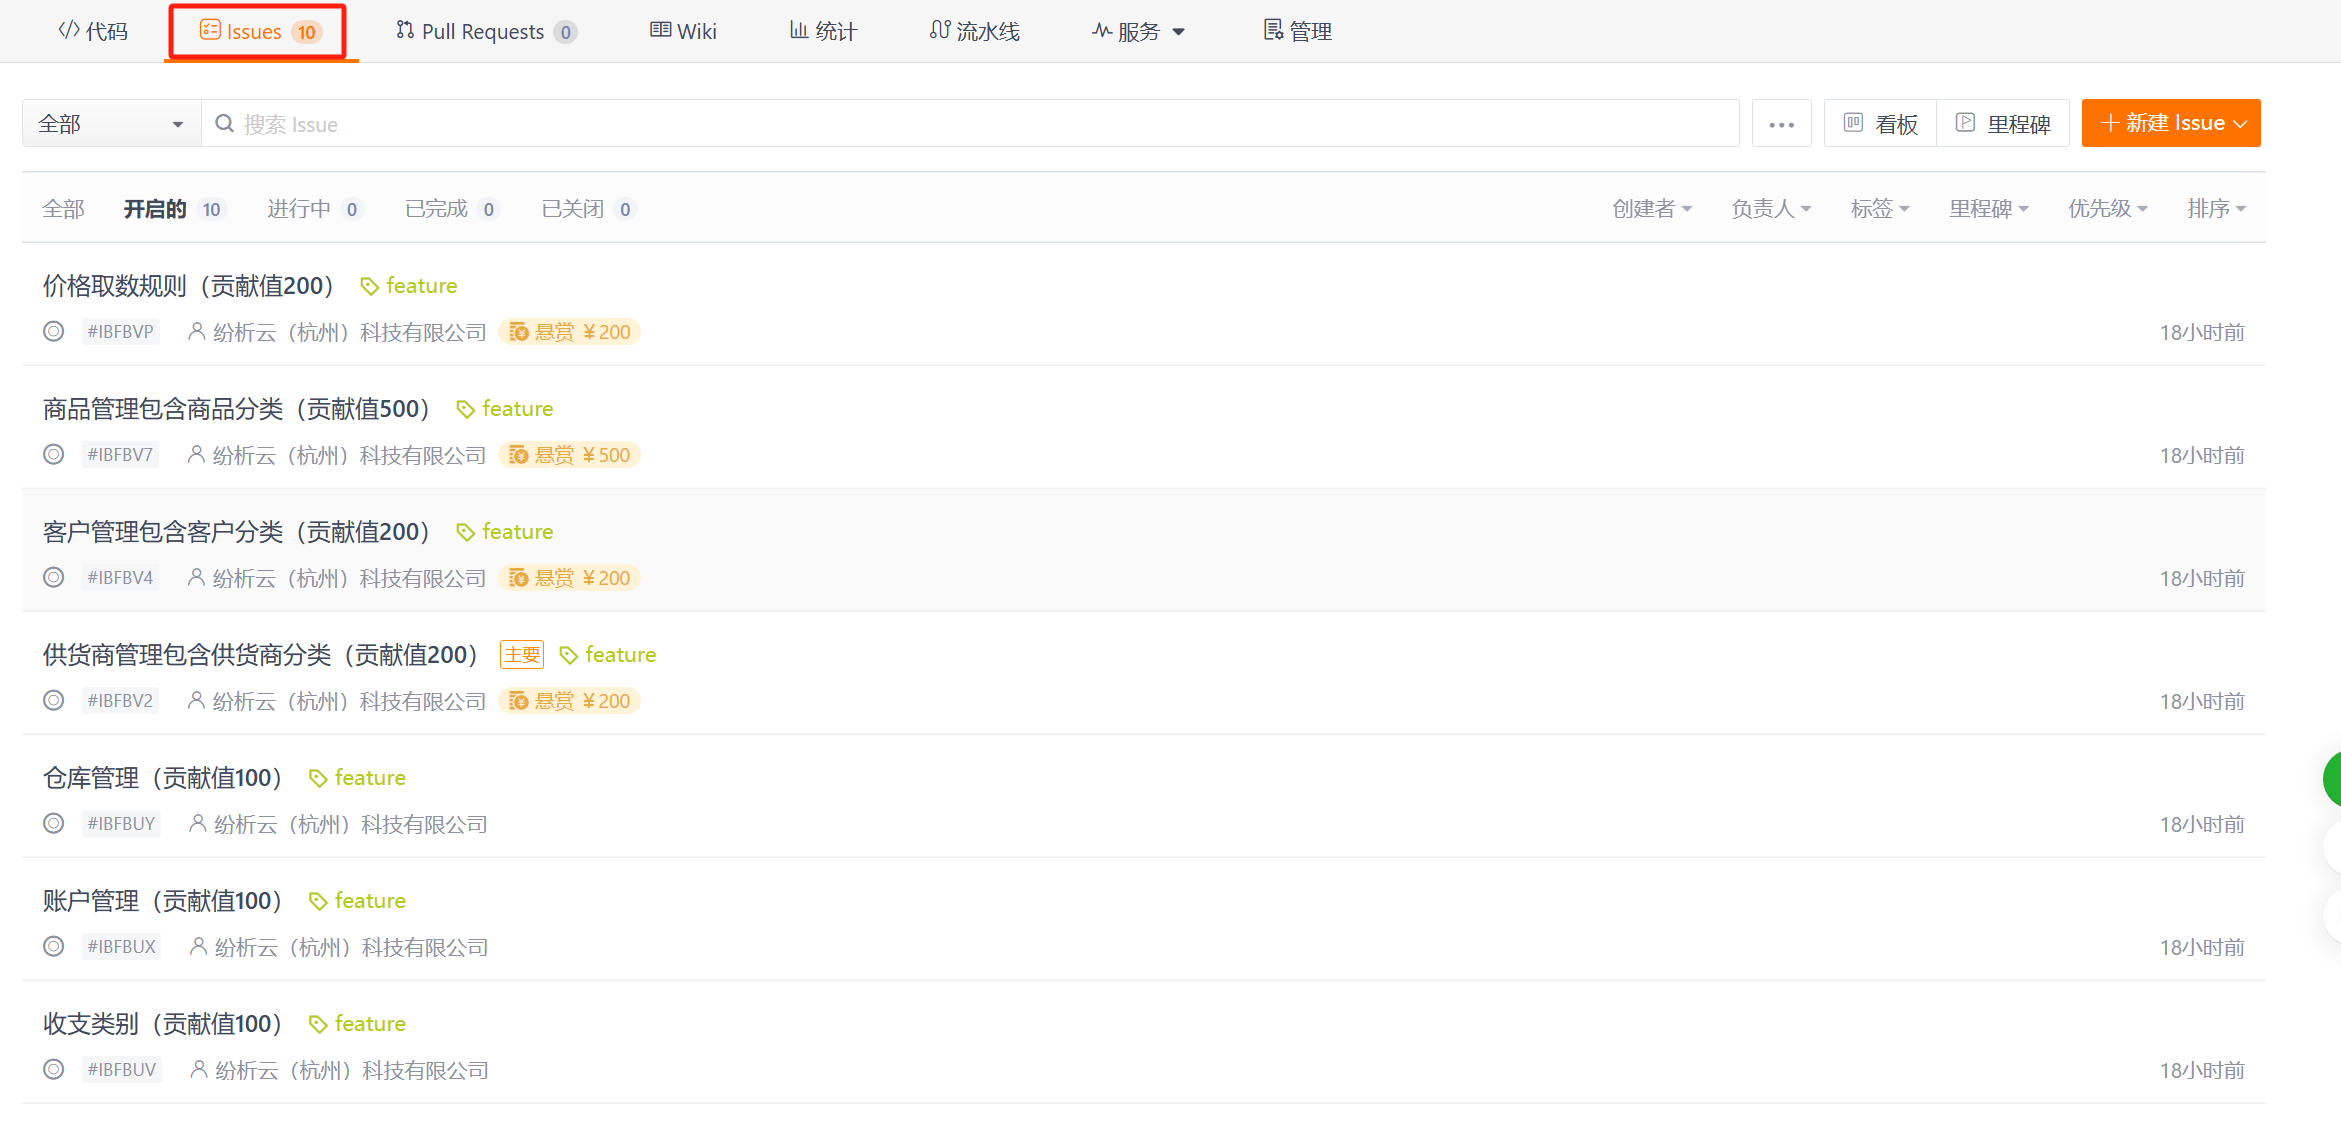 </> 代码 Issues 10 Pull Requests 0 Wiki 统计 流水线 服务 管理
全部 搜索 Issue ... 看板 里程碑 + 新建 Issue
全部 开启的 10 进行中 0 已完成 0 已关闭 0 创建者 负责人 标签 里程碑 优先级 排序
价格取数规则（贡献值200） feature
#IBFBVP 纷析云（杭州）科技有限公司 悬赏 ¥200 18小时前
商品管理包含商品分类（贡献值500） feature
#IBFBV7 纷析云（杭州）科技有限公司 悬赏 ¥500 18小时前
客户管理包含客户分类（贡献值200） feature
#IBFBV4 纷析云（杭州）科技有限公司 悬赏 ¥200 18小时前
供货商管理包含供货商分类（贡献值200） 主要 feature
#IBFBV2 纷析云（杭州）科技有限公司 悬赏 ¥200 18小时前
仓库管理（贡献值100） feature
#IBFBUY 纷析云（杭州）科技有限公司 18小时前
账户管理（贡献值100） feature
#IBFBUX 纷析云（杭州）科技有限公司 18小时前
收支类别（贡献值100） feature
#IBFBUV 纷析云（杭州）科技有限公司 18小时前